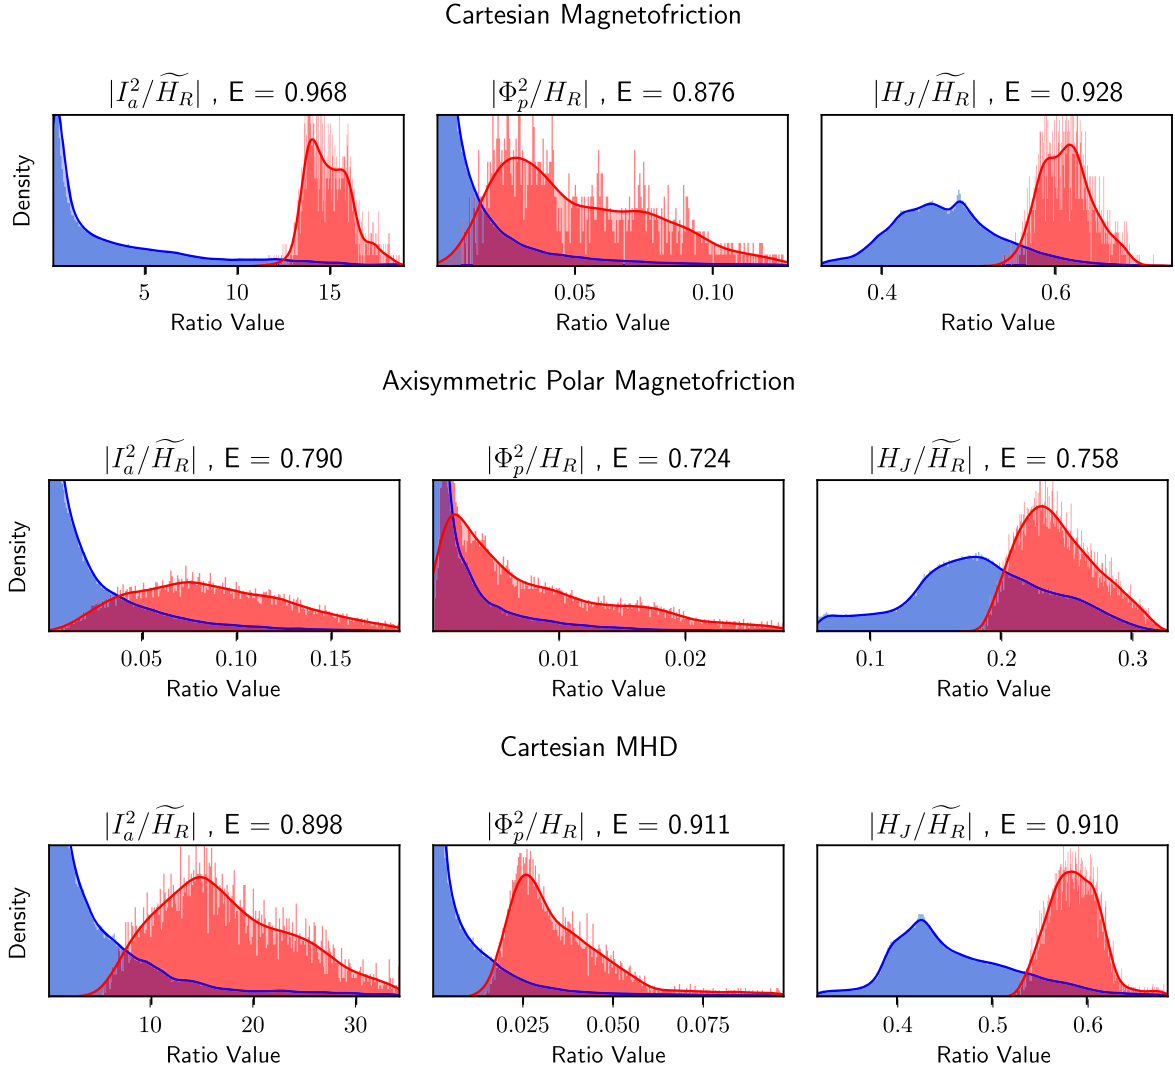 Cartesian Magnetofriction
|I_a^2/\widetilde{H_R}| , E = 0.968
|Φ_p^2/H_R| , E = 0.876
|H_J/\widetilde{H_R}| , E = 0.928
Density
5 10 15
0.05 0.10
0.4 0.6
Ratio Value
Ratio Value
Ratio Value
Axisymmetric Polar Magnetofriction
|I_a^2/\widetilde{H_R}| , E = 0.790
|Φ_p^2/H_R| , E = 0.724
|H_J/\widetilde{H_R}| , E = 0.758
Density
0.05 0.10 0.15
0.01 0.02
0.1 0.2 0.3
Ratio Value
Ratio Value
Ratio Value
Cartesian MHD
|I_a^2/\widetilde{H_R}| , E = 0.898
|Φ_p^2/H_R| , E = 0.911
|H_J/\widetilde{H_R}| , E = 0.910
Density
10 20 30
0.025 0.050 0.075
0.4 0.5 0.6
Ratio Value
Ratio Value
Ratio Value